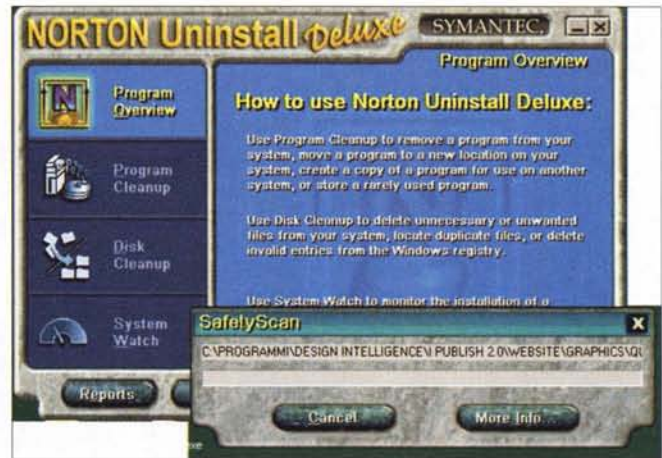 NORTON Uninstall Deluxe
SYMANTEC.
Program Overview
Program
Overview
Program
Cleanup
Disk
Cleanup
System
Watch
How to use Norton Uninstall Deluxe:
Use Program Cleanup to remove a program from your
system, move a program to a new location on your
system, create a copy of a program for use on another
system, or store a rarely used program.
Use Disk Cleanup to delete unnecessary or unwanted
files from your system, locate duplicate files, or delete
invalid entries from the Windows registry.
Use System Watch to monitor the installation of a
Reports
SafetyScan
C:\PROGRAMMI\DESIGN INTELLIGENCE\I PUBLISH 2.0\WEBSITE\GRAPHICS\
Cancel
More Info...